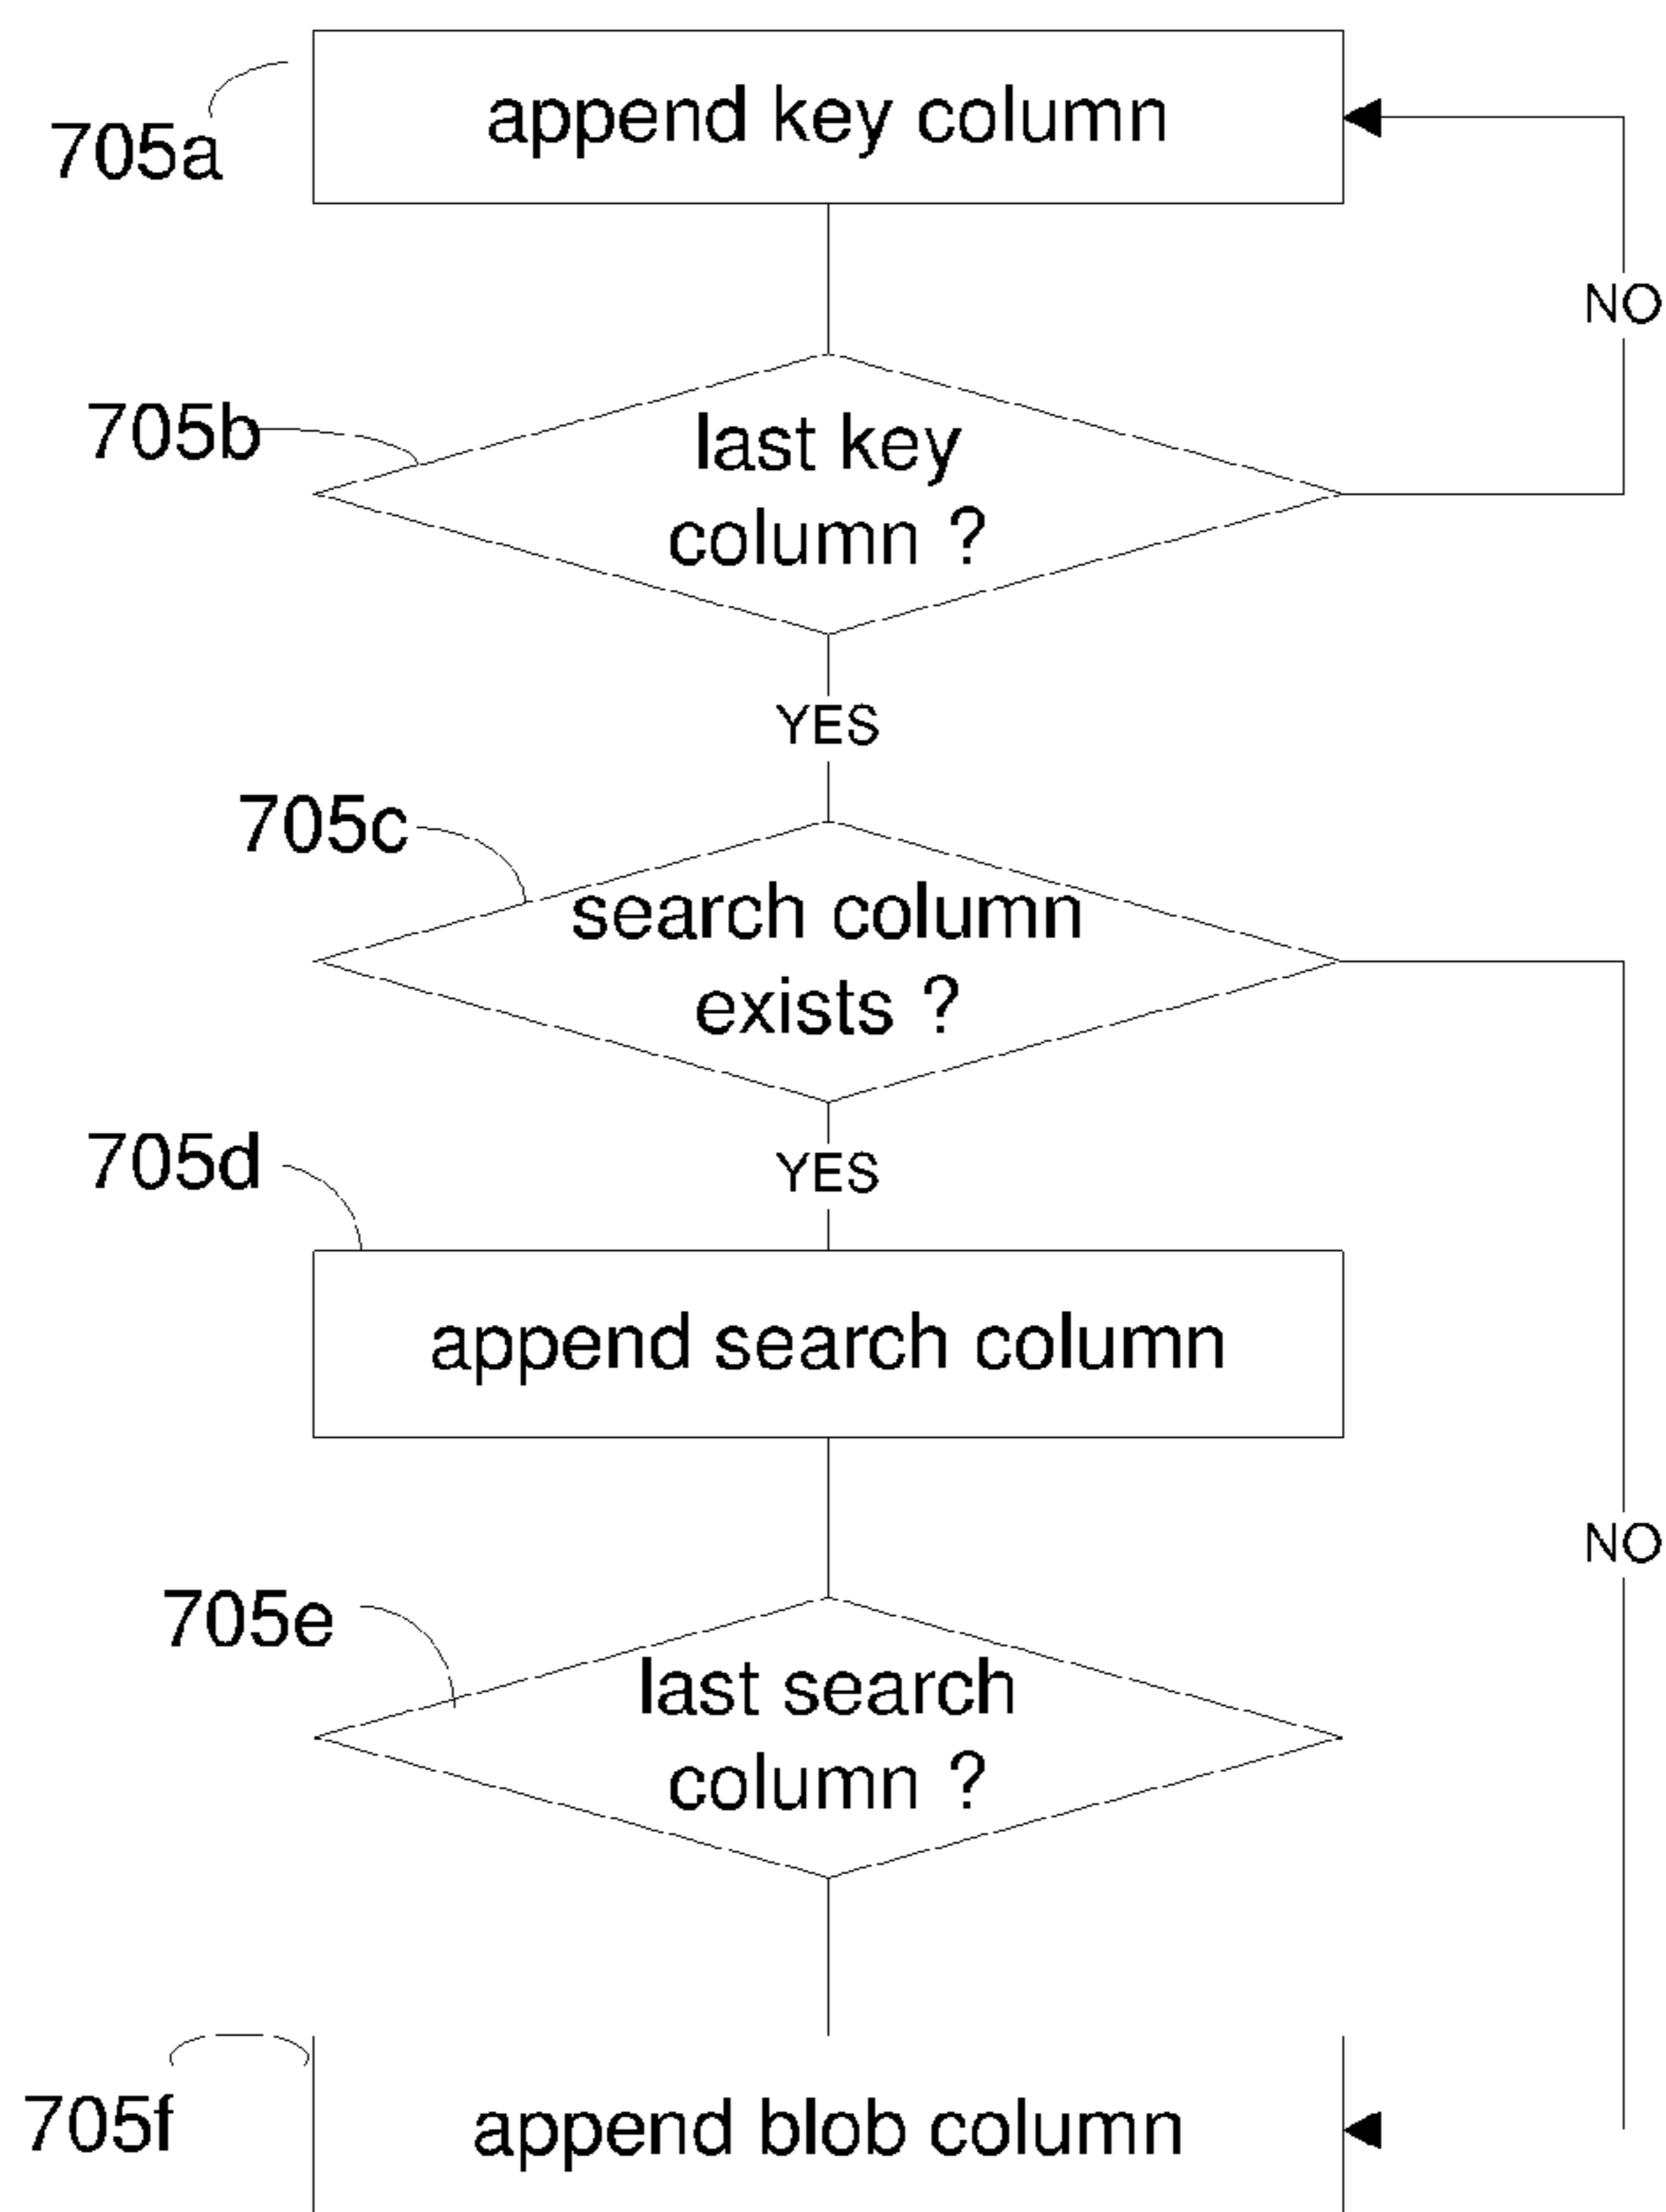 append key column
705a
NO
705b
last key
column ?
YES
705c
search column
exists ?
705d
YES
append search column
NO
705e
last search
column ?
705f
append blob column